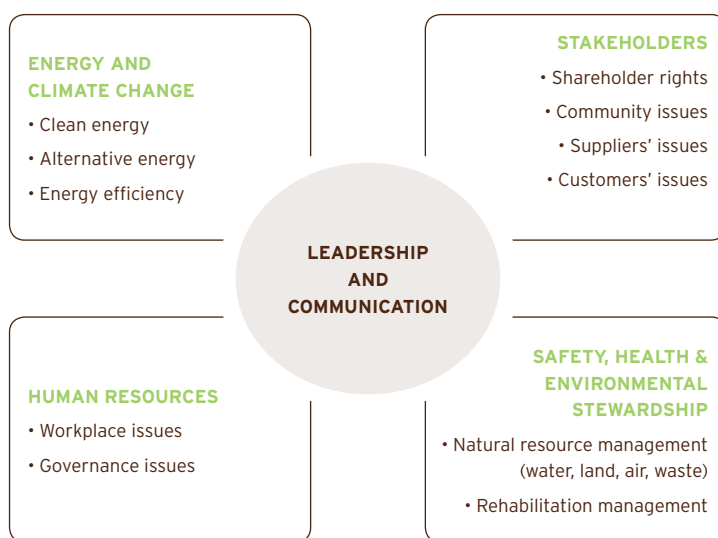 ENERGY AND
CLIMATE CHANGE
• Clean energy
• Alternative energy
• Energy efficiency
STAKEHOLDERS
• Shareholder rights
• Community issues
• Suppliers’ issues
• Customers’ issues
LEADERSHIP
AND
COMMUNICATION
HUMAN RESOURCES
• Workplace issues
• Governance issues
SAFETY, HEALTH &
ENVIRONMENTAL
STEWARDSHIP
• Natural resource management
(water, land, air, waste)
• Rehabilitation management